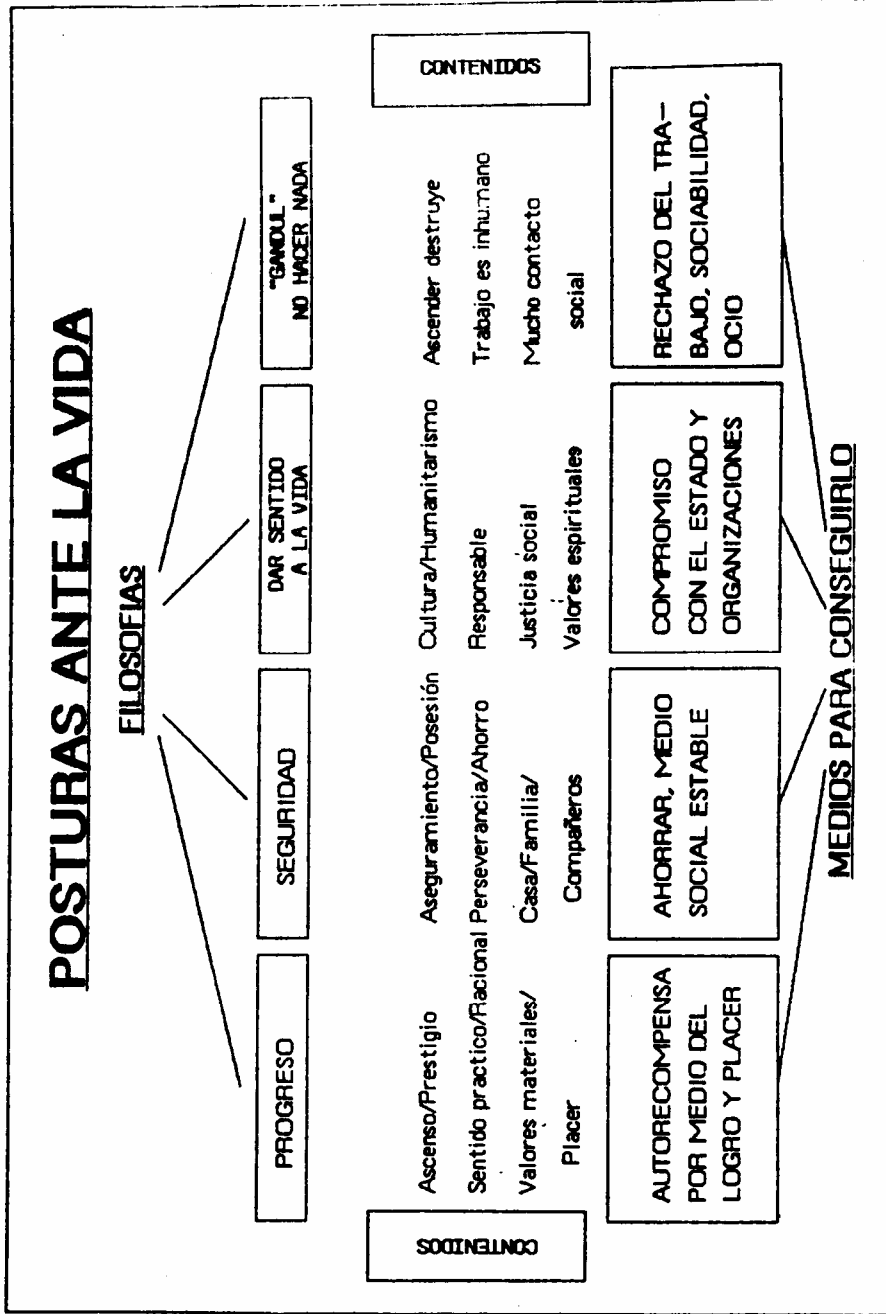 POSTURAS ANTE LA VIDA
FILOSOFIAS
PROGRESO
SEGURIDAD
DAR SENTIDO
A LA VIDA
"GANDUL"
NO HACER NADA
CONTENIDOS
Ascenso/Prestigio
Sentido practico/Racional
Valores materiales/
Placer
Aseguramiento/Posesión
Perseverancia/Ahorro
Casa/Familia/
Compañeros
Cultura/Humanitarismo
Responsable
Justicia social
Valores espirituales
Ascender destruye
Trabajo es inhumano
Mucho contacto
social
CONTENIDOS
AUTORECOMPENSA
POR MEDIO DEL
LOGRO Y PLACER
AHORRAR, MEDIO
SOCIAL ESTABLE
COMPROMISO
CON EL ESTADO Y
ORGANIZACIONES
RECHAZO DEL TRA-
BAJO, SOCIABILIDAD,
OCIO
MEDIOS PARA CONSEGUIRLO